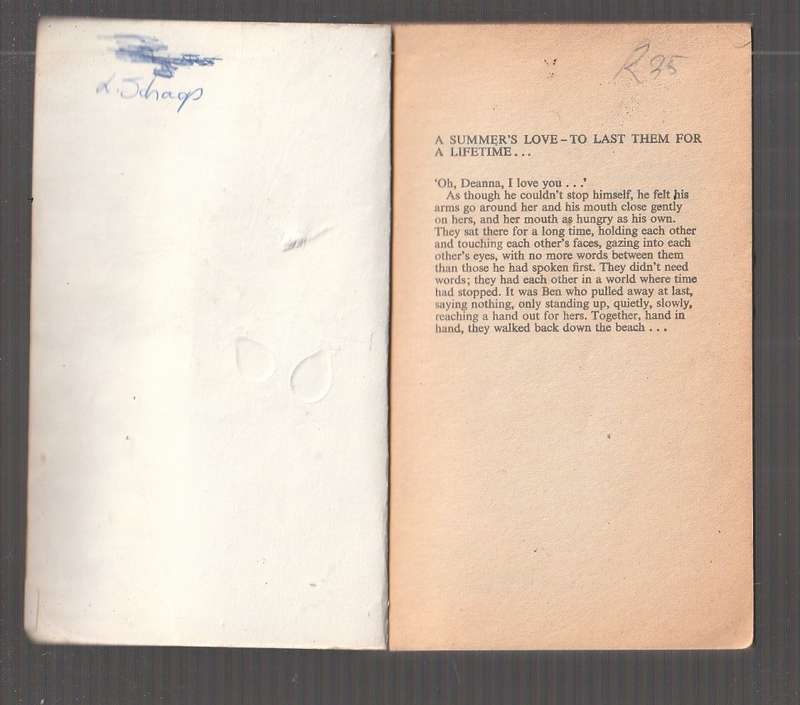 L. Schaap
R 35
A SUMMER'S LOVE – TO LAST THEM FOR
A LIFETIME . . .
'Oh, Deanna, I love you . . .'
As though he couldn't stop himself, he felt his
arms go around her and his mouth close gently
on hers, and her mouth as hungry as his own.
They sat there for a long time, holding each other
and touching each other's faces, gazing into each
other's eyes, with no more words between them
than those he had spoken first. They didn't need
words; they had each other in a world where time
had stopped. It was Ben who pulled away at last,
saying nothing, only standing up, quietly, slowly,
reaching a hand out for hers. Together, hand in
hand, they walked back down the beach . . .